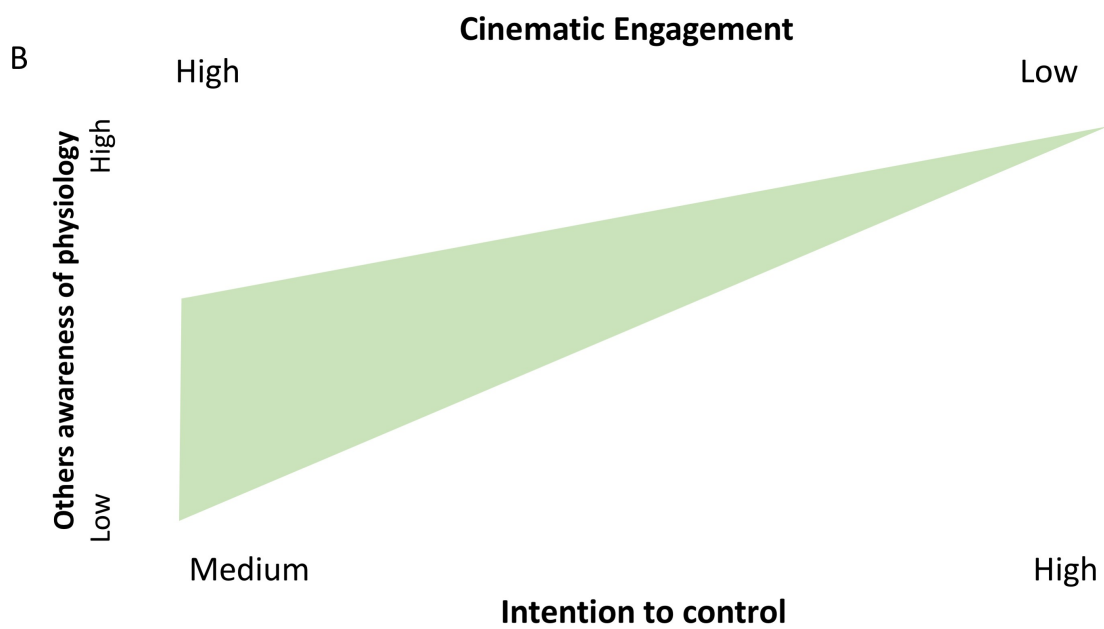 Cinematic Engagement
B
High
Low
Others awareness of physiology
High
Low
Medium
High
Intention to control